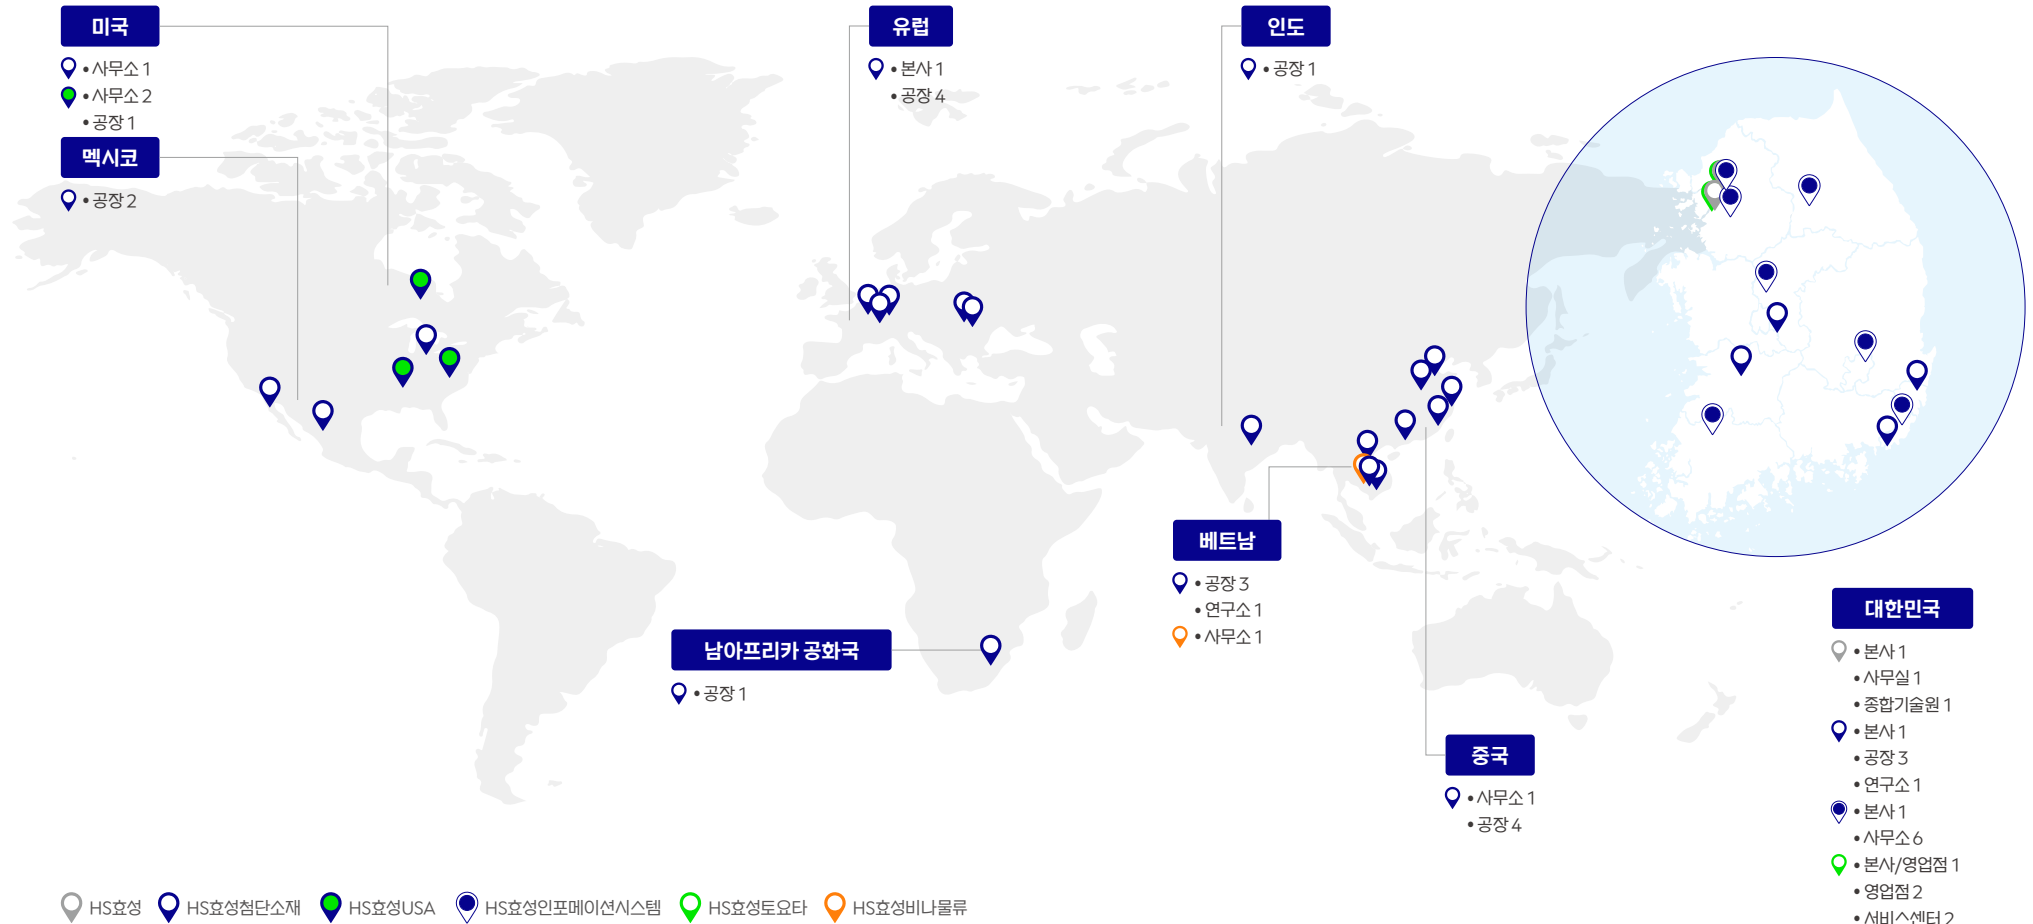 미국
• 사무소 1
• 사무소 2
• 공장 1
멕시코
• 공장 2
유럽
• 본사 1
• 공장 4
인도
• 공장 1
베트남
• 공장 3
• 연구소 1
• 사무소 1
남아프리카 공화국
• 공장 1
중국
• 사무소 1
• 공장 4
대한민국
• 본사 1
• 사무실 1
• 종합기술원 1
• 본사 1
• 공장 3
• 연구소 1
• 본사 1
• 사무소 6
• 본사/영업점 1
• 영업점 2
• 서비스센터 2
HS효성 HS효성첨단소재 HS효성USA HS효성인포메이션시스템 HS효성토요타 HS효성비나물류